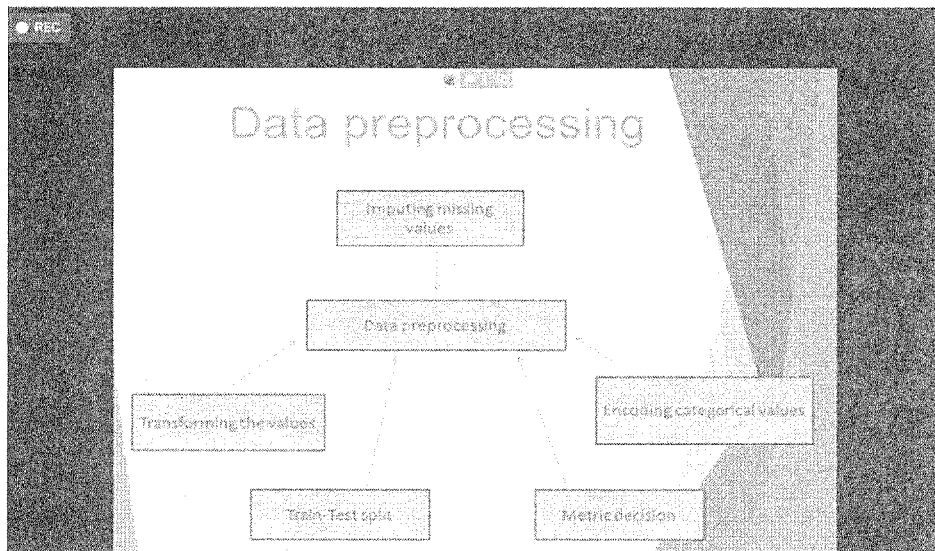 REC
Data preprocessing
Imputing missing
values
Data preprocessing
Transforming the values
Encoding categorical values
Train-Test split
Metric decision